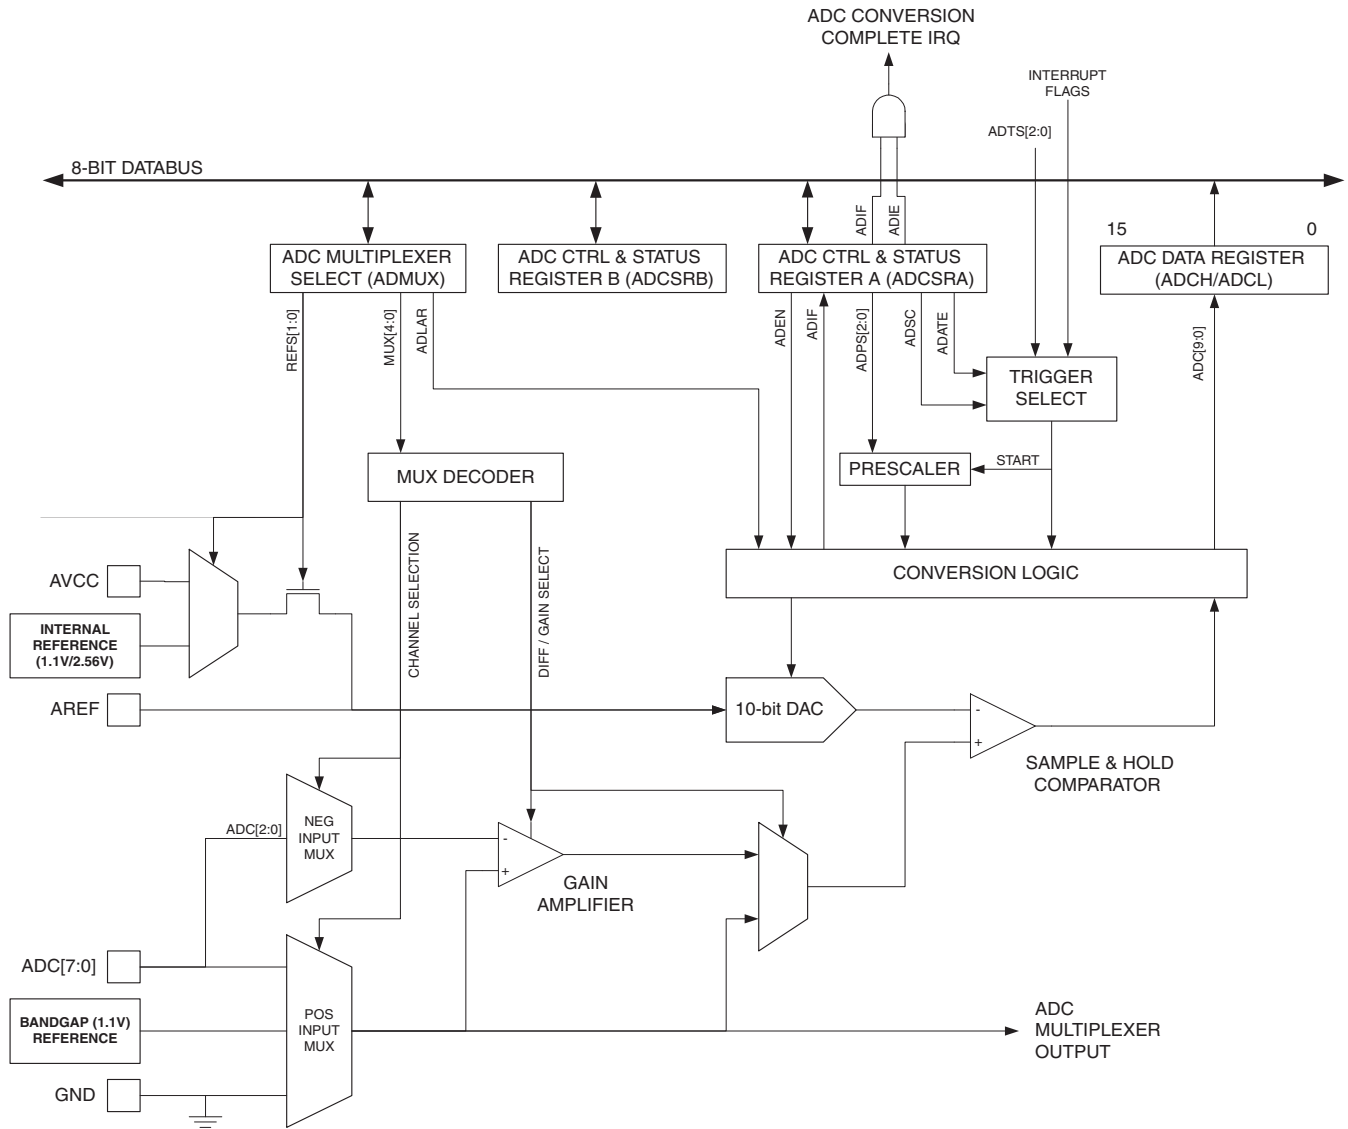 ADC CONVERSION
COMPLETE IRQ
INTERRUPT
FLAGS
ADTS[2:0]
8-BIT DATABUS
ADIF
ADIE
15
0
ADC MULTIPLEXER
SELECT (ADMUX)
ADC CTRL & STATUS
REGISTER B (ADCSRB)
ADC CTRL & STATUS
REGISTER A (ADCSRA)
ADC DATA REGISTER
(ADCH/ADCL)
REFS[1:0]
MUX[4:0]
ADLAR
ADEN
ADIF
ADPS[2:0]
ADSC
ADATE
ADC[9:0]
TRIGGER
SELECT
MUX DECODER
PRESCALER
START
CHANNEL SELECTION
DIFF / GAIN SELECT
AVCC
CONVERSION LOGIC
INTERNAL
REFERENCE
(1.1V/2.56V)
AREF
10-bit DAC
-
+
SAMPLE & HOLD
COMPARATOR
ADC[2:0]
NEG
INPUT
MUX
-
+
GAIN
AMPLIFIER
ADC[7:0]
BANDGAP (1.1V)
REFERENCE
POS
INPUT
MUX
ADC
MULTIPLEXER
OUTPUT
GND